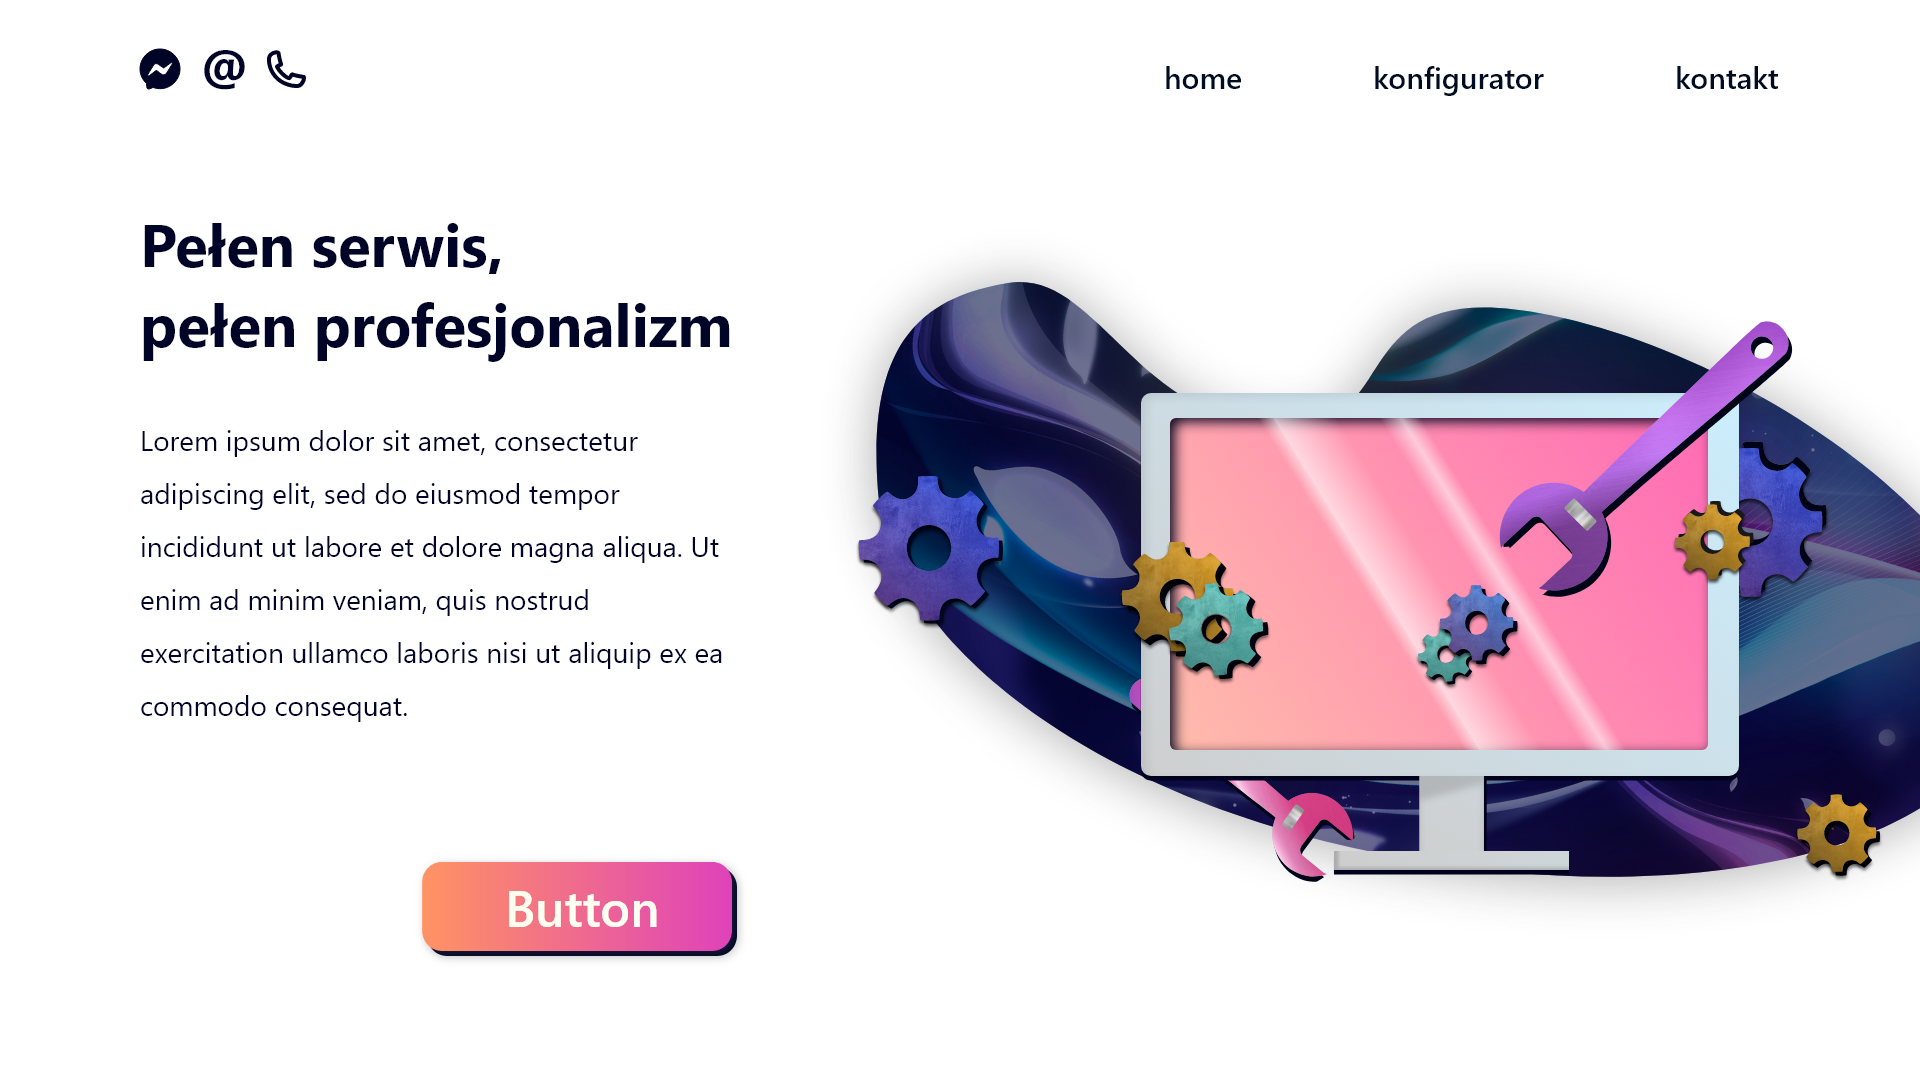 @
home konfigurator kontakt
Pełen serwis,
pełen profesjonalizm
Lorem ipsum dolor sit amet, consectetur
adipiscing elit, sed do eiusmod tempor
incididunt ut labore et dolore magna aliqua. Ut
enim ad minim veniam, quis nostrud
exercitation ullamco laboris nisi ut aliquip ex ea
commodo consequat.
Button